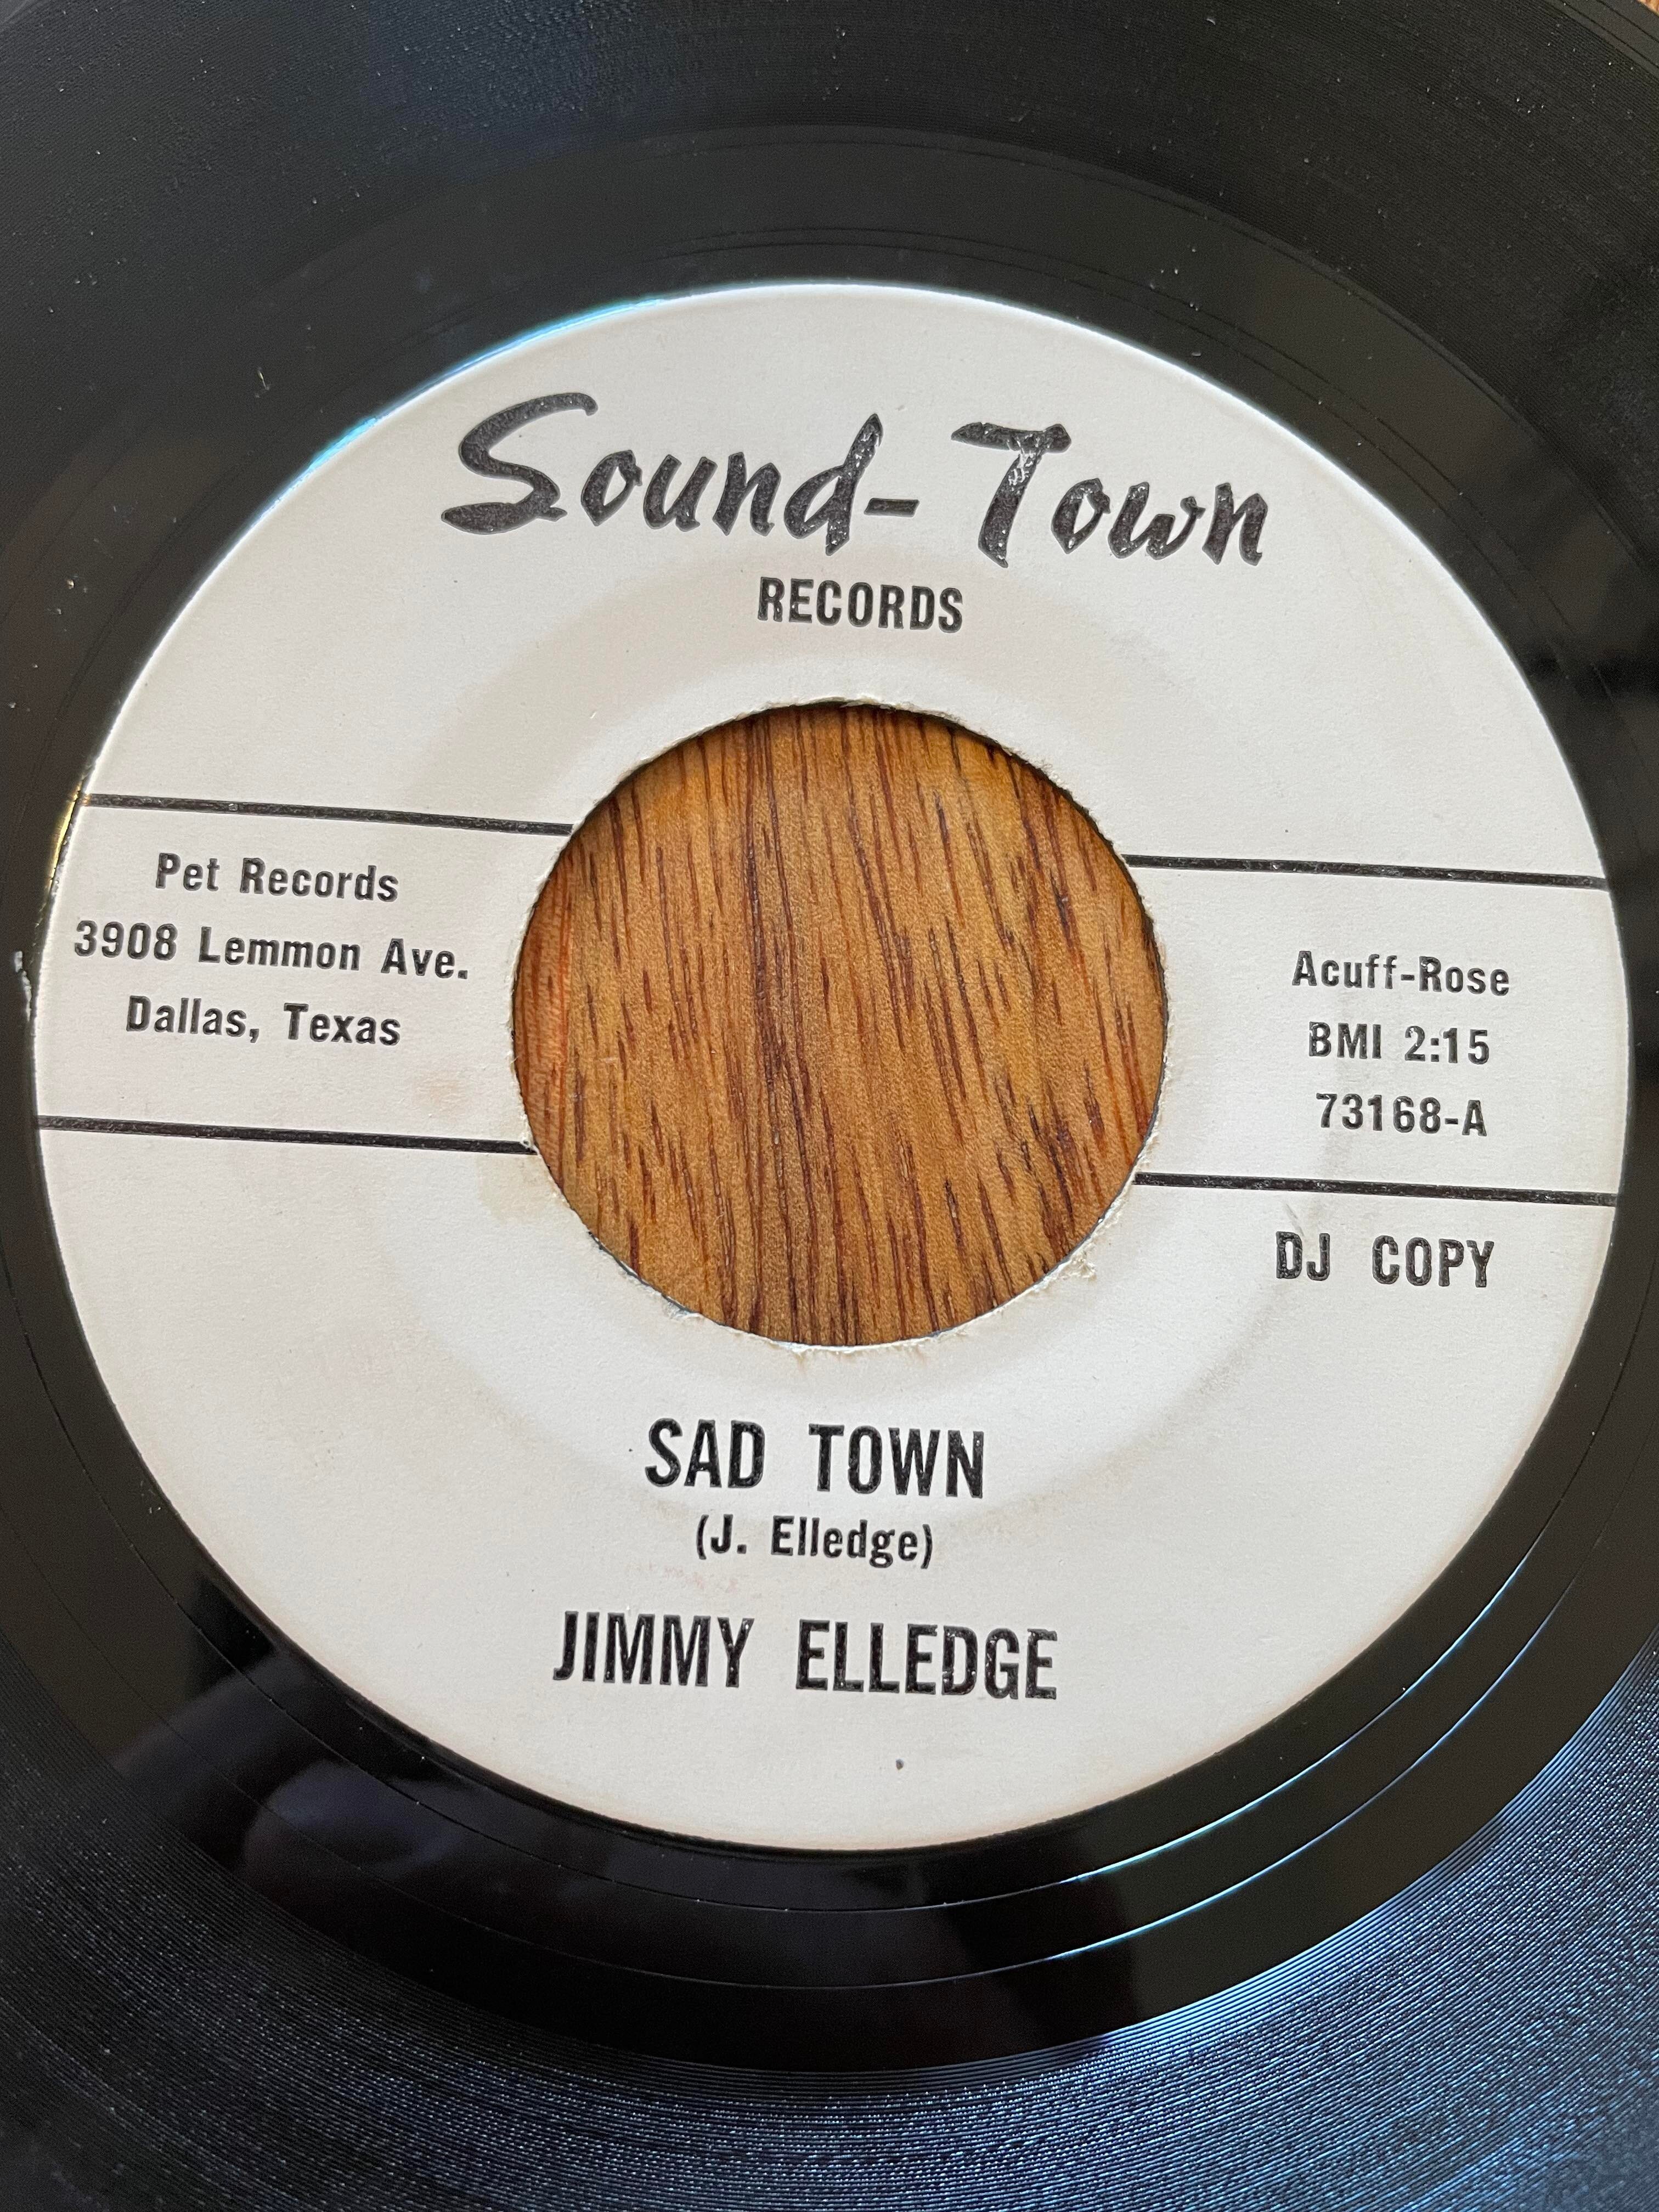 Sound-Town
RECORDS
Pet Records
3908 Lemmon Ave.
Dallas, Texas
Acuff-Rose
BMI 2:15
73168-A
DJ COPY
SAD TOWN
(J. Elledge)
JIMMY ELLEDGE